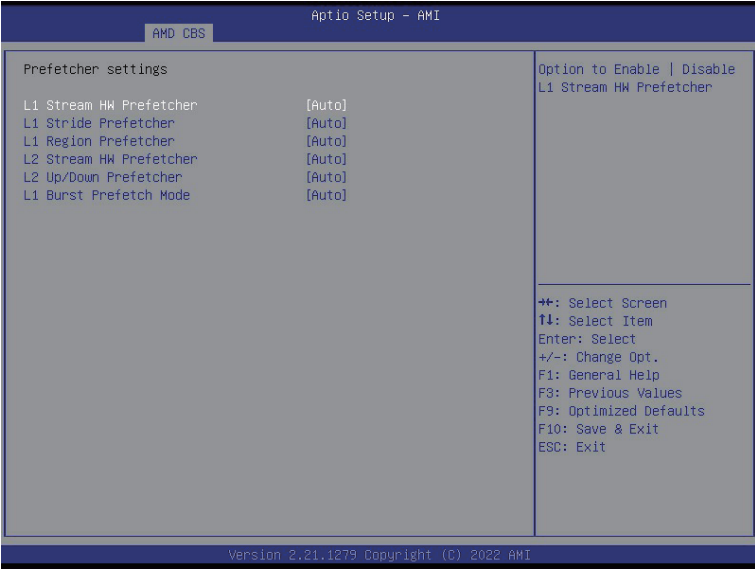 Aptio Setup – AMI
AMD CBS
Prefetcher settings
L1 Stream HW Prefetcher [Auto]
L1 Stride Prefetcher [Auto]
L1 Region Prefetcher [Auto]
L2 Stream HW Prefetcher [Auto]
L2 Up/Down Prefetcher [Auto]
L1 Burst Prefetch Mode [Auto]
Option to Enable | Disable
L1 Stream HW Prefetcher
→←: Select Screen
↑↓: Select Item
Enter: Select
+/-: Change Opt.
F1: General Help
F3: Previous Values
F9: Optimized Defaults
F10: Save & Exit
ESC: Exit
Version 2.21.1279 Copyright (C) 2022 AMI